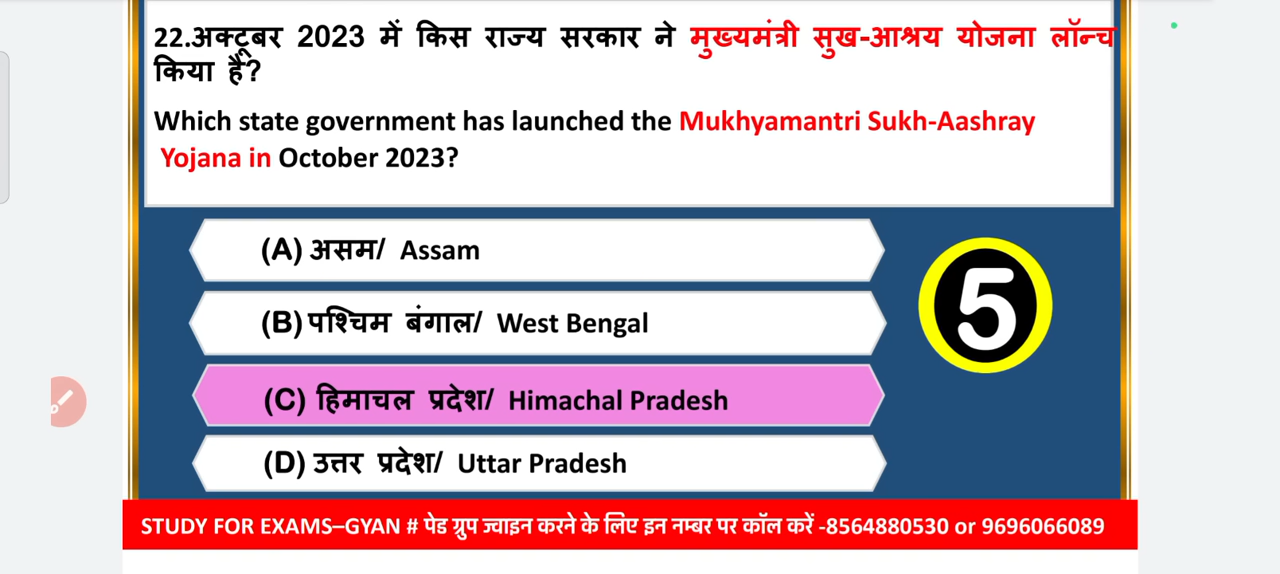 22.अक्टूबर 2023 में किस राज्य सरकार ने मुख्यमंत्री सुख-आश्रय योजना लॉन्च
किया है?
Which state government has launched the Mukhyamantri Sukh-Aashray
Yojana in October 2023?
(A) असम/ Assam
(B) पश्चिम बंगाल/ West Bengal
5
(C) हिमाचल प्रदेश/ Himachal Pradesh
(D) उत्तर प्रदेश/ Uttar Pradesh
STUDY FOR EXAMS–GYAN # पेड ग्रुप ज्वाइन करने के लिए इन नम्बर पर कॉल करें -8564880530 or 9696066089